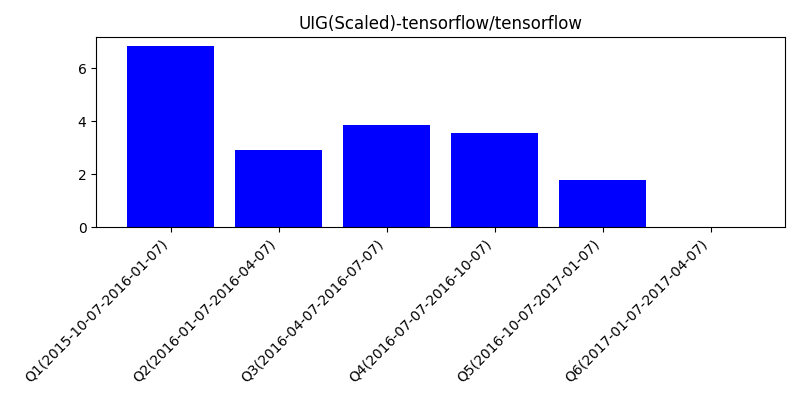 UIG(Scaled)-tensorflow/tensorflow
6
4
2
0
Q1(2015-10-07-2016-01-07)
Q2(2016-01-07-2016-04-07)
Q3(2016-04-07-2016-07-07)
Q4(2016-07-07-2016-10-07)
Q5(2016-10-07-2017-01-07)
Q6(2017-01-07-2017-04-07)